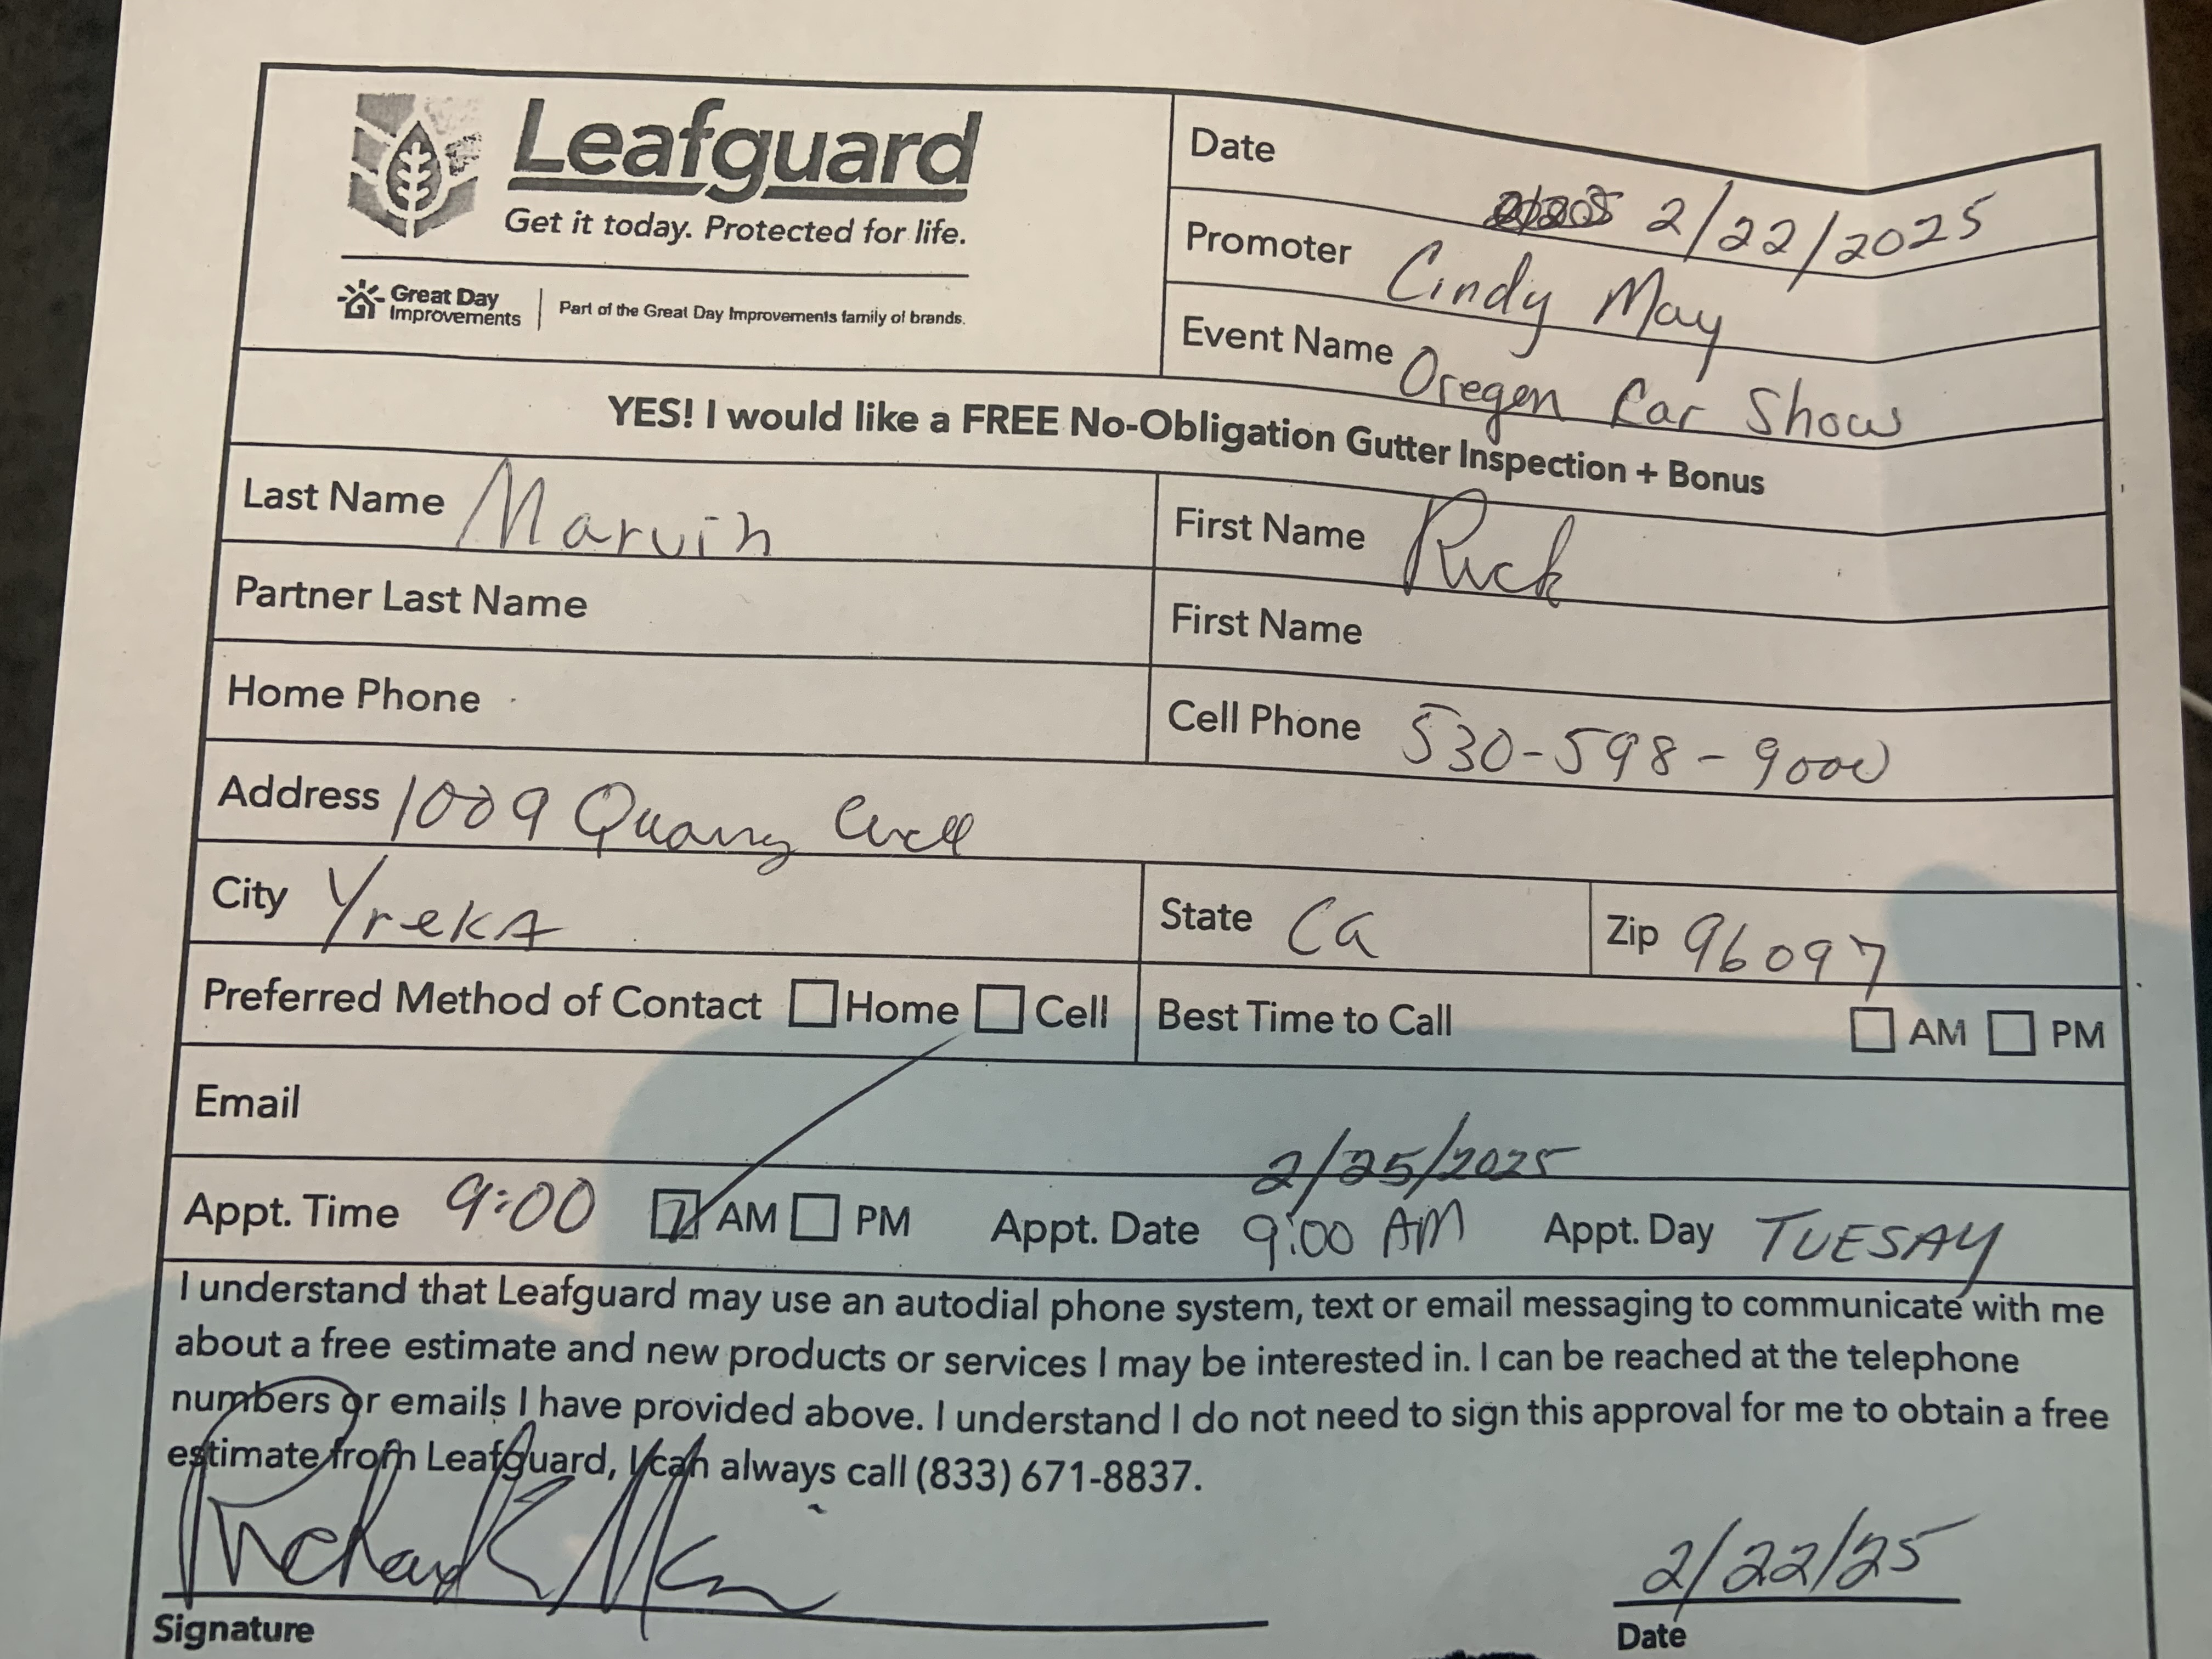 Leafguard
Get it today. Protected for life.
Great Day Improvements | Part of the Great Day Improvements family of brands.
Date 2/22/2025
Promoter Cindy May
Event Name Oregon Car Show
YES! I would like a FREE No-Obligation Gutter Inspection + Bonus
Last Name Marvin First Name Rich
Partner Last Name First Name
Home Phone Cell Phone 530-598-9000
Address 1009 Quany Circle
City YrekA State Ca Zip 96097
Preferred Method of Contact Home Cell Best Time to Call AM PM
Email
2/25/2025
Appt. Time 9:00 AM PM Appt. Date 9:00 AM Appt. Day TUESAY
I understand that Leafguard may use an autodial phone system, text or email messaging to communicate with me
about a free estimate and new products or services I may be interested in. I can be reached at the telephone
numbers or emails I have provided above. I understand I do not need to sign this approval for me to obtain a free
estimate from Leafguard, I can always call (833) 671-8837.
Signature Date 2/22/25